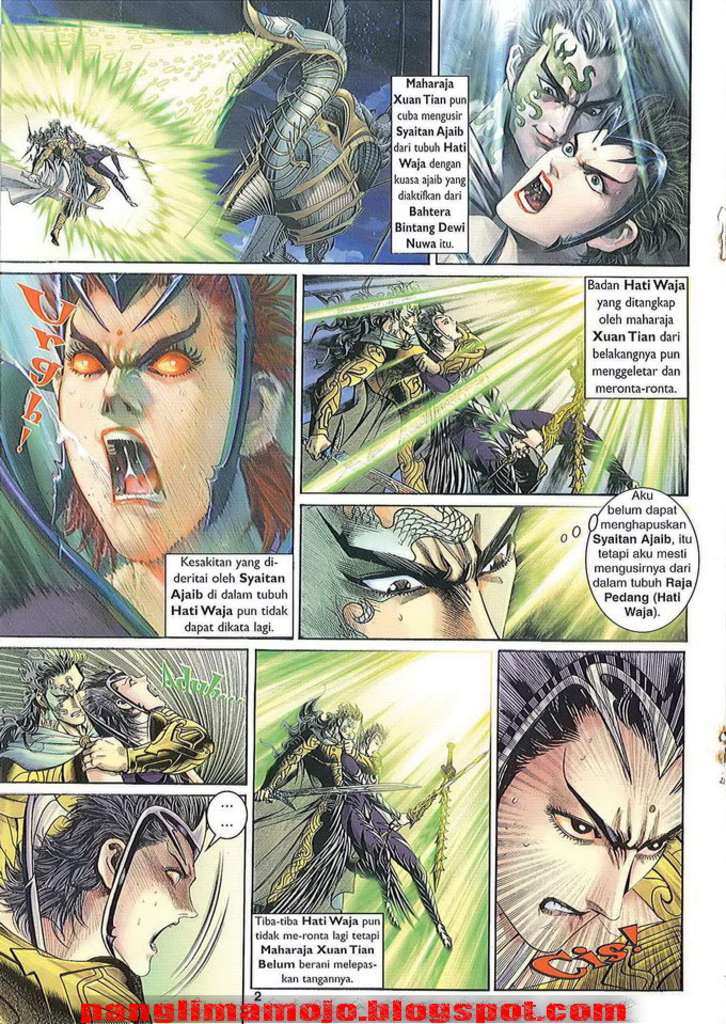 Maharaja
Xuan Tian pun
cuba mengusir
Syaitan Ajaib
dari tubuh Hati
Waja dengan
kuasa ajaib yang
diaktifkan dari
Bahtera
Bintang Dewi
Nuwa itu.
Urgh!
Kesakitan yang di-
deritai oleh Syaitan
Ajaib di dalam tubuh
Hati Waja pun tidak
dapat dikata lagi.
Badan Hati Waja
yang ditangkap
oleh maharaja
Xuan Tian dari
belakangnya pun
menggeletar dan
meronta-ronta.
Aku
belum dapat
menghapuskan
Syaitan Ajaib, itu
tetapi aku mesti
mengusirnya dari
dalam tubuh Raja
Pedang (Hati
Waja).
Aduh...
... ...
Tiba-tiba Hati Waja pun
tidak me-ronta lagi tetapi
Maharaja Xuan Tian
Belum berani melepas-
kan tangannya.
Cis!
2
panglimamojo.blogspot.com